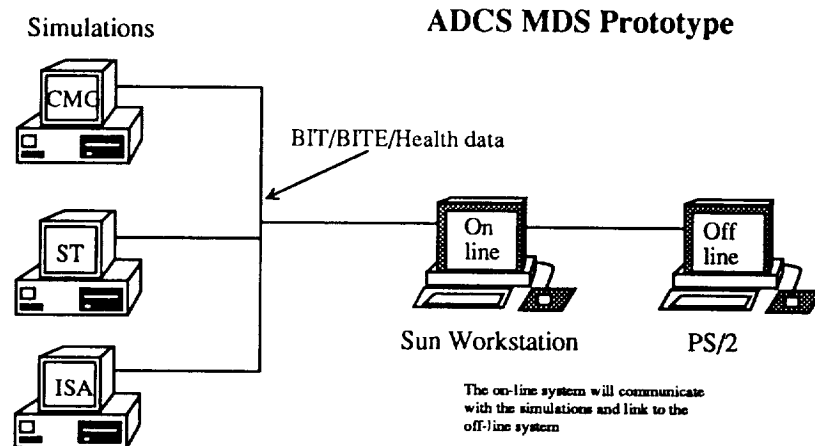 Simulations
ADCS MDS Prototype
CMG
BIT/BITE/Health data
ST
On
line
Off
line
Sun Workstation
PS/2
ISA
The on-line system will communicate
with the simulations and link to the
off-line system